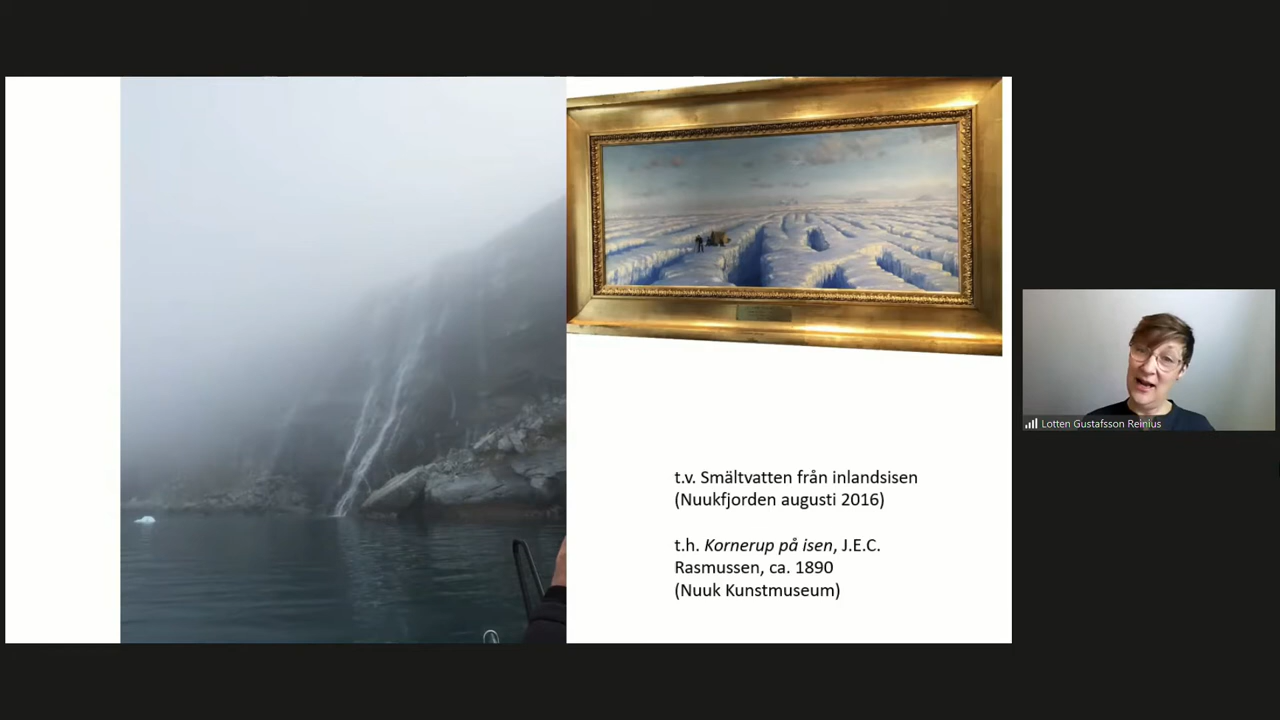 t.v. Smältvatten från inlandsisen
(Nuukfjorden augusti 2016)
t.h. Kornerup på isen, J.E.C.
Rasmussen, ca. 1890
(Nuuk Kunstmuseum)
Lotten Gustafsson Reinius